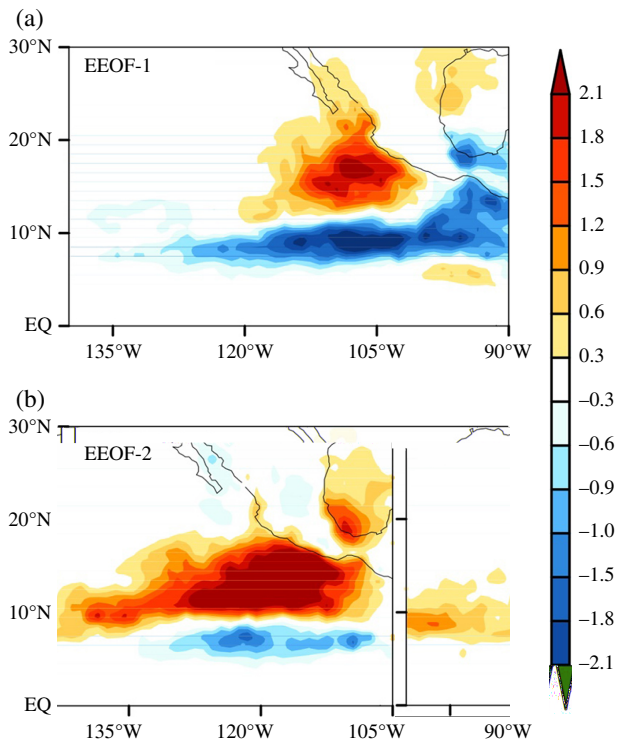 (a)
30°N
EEOF-1
20°N
10°N
EQ
135°W 120°W 105°W 90°W
(b)
30°N
EEOF-2
20°N
10°N
EQ
135°W 120°W 105°W 90°W
2.1
1.8
1.5
1.2
0.9
0.6
0.3
−0.3
−0.6
−0.9
−1.0
−1.5
−1.8
−2.1